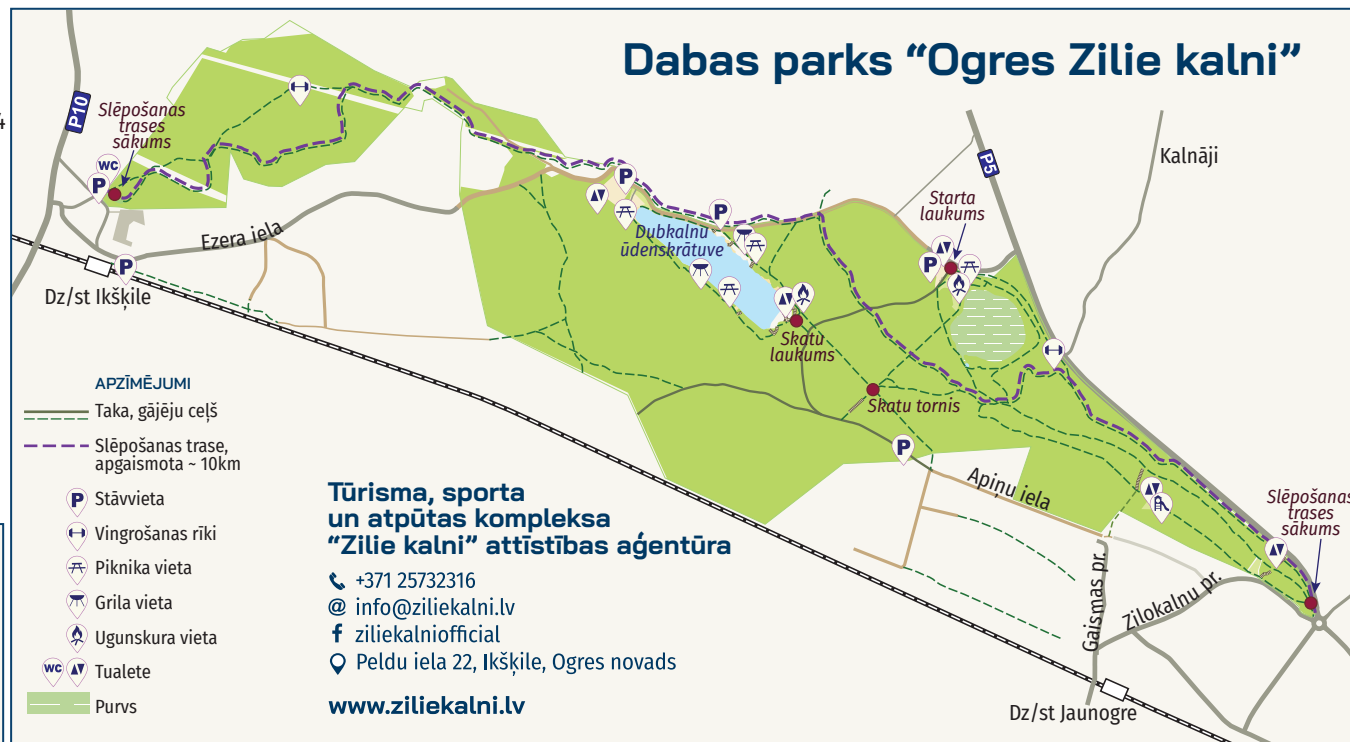 Dabas parks “Ogres Zilie kalni”
4
P10
Slēpošanas
trases
sākums
WC
P
P5
Kalnāji
P
Starta
laukums
P
Dubkalnu
ūdenskrātuve
P
Ezera iela
P
Dz/st Ikšķile
Skatu
laukums
Skatu tornis
P
Apiņu iela
Slēpošanas
trases
sākums
Gaismas pr.
Zilokalnu pr.
Dz/st Jaunogre
APZĪMĒJUMI
Taka, gājēju ceļš
Slēpošanas trase,
apgaismota ~ 10km
P Stāvvieta
Vingrošanas rīki
Piknika vieta
Grila vieta
Ugunskura vieta
WC Tualete
Purvs
Tūrisma, sporta
un atpūtas kompleksa
“Zilie kalni” attīstības aģentūra
+371 25732316
@ info@ziliekalni.lv
f ziliekalniofficial
Peldu iela 22, Ikšķile, Ogres novads
www.ziliekalni.lv